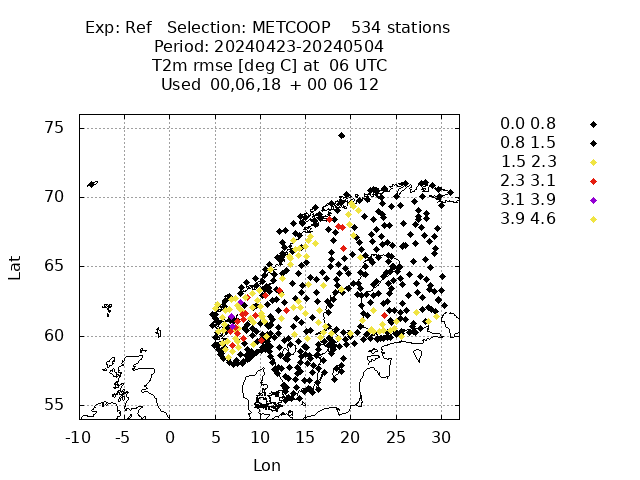 Exp: Ref Selection: METCOOP 534 stations
Period: 20240423-20240504
T2m rmse [deg C] at 06 UTC
Used 00,06,18 + 00 06 12
0.0 0.8
0.8 1.5
1.5 2.3
2.3 3.1
3.1 3.9
3.9 4.6
75
70
65
60
55
Lat
-10 -5 0 5 10 15 20 25 30
Lon